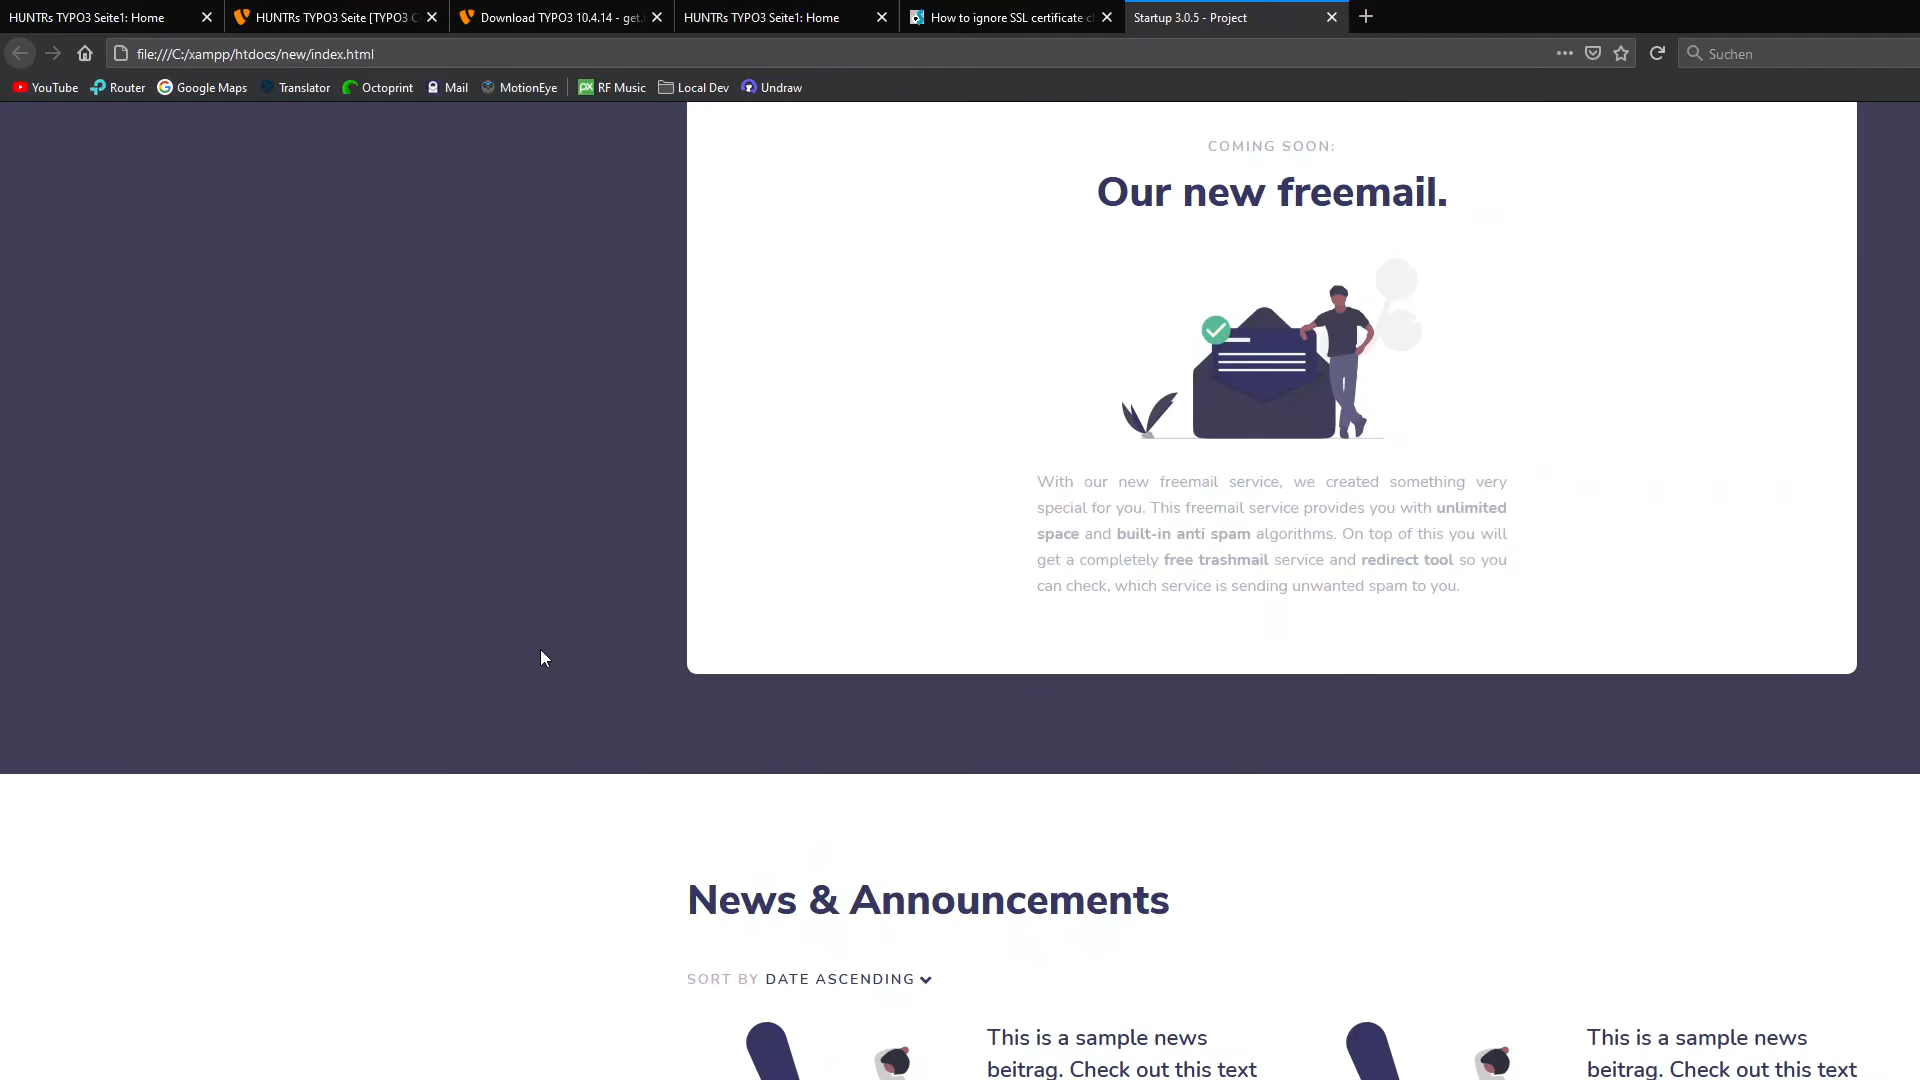 HUNTRs TYPO3 Seite1: Home
HUNTRs TYPO3 Seite [TYPO3 C
Download TYPO3 10.4.14 - get.
HUNTRs TYPO3 Seite1: Home
How to ignore SSL certificate c
Startup 3.0.5 - Project
file:///C:/xampp/htdocs/new/index.html
Suchen
YouTube
Router
Google Maps
Translator
Octoprint
Mail
MotionEye
RF Music
Local Dev
Undraw
COMING SOON:
Our new freemail.
With our new freemail service, we created something very
special for you. This freemail service provides you with unlimited
space and built-in anti spam algorithms. On top of this you will
get a completely free trashmail service and redirect tool so you
can check, which service is sending unwanted spam to you.
News & Announcements
SORT BY DATE ASCENDING
This is a sample news
beitrag. Check out this text
This is a sample news
beitrag. Check out this text